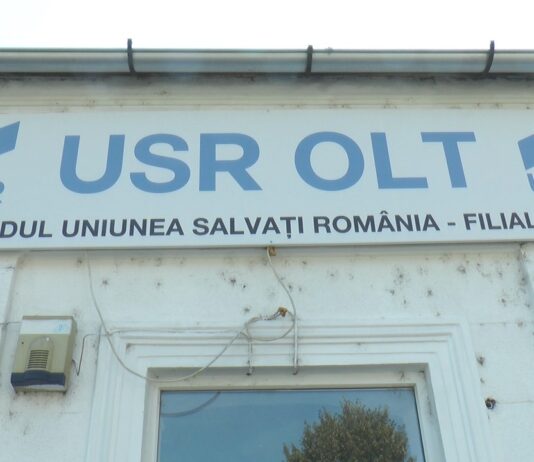 USR OLT
DUL UNIUNEA SALVAȚI ROMÂNIA - FILIAL